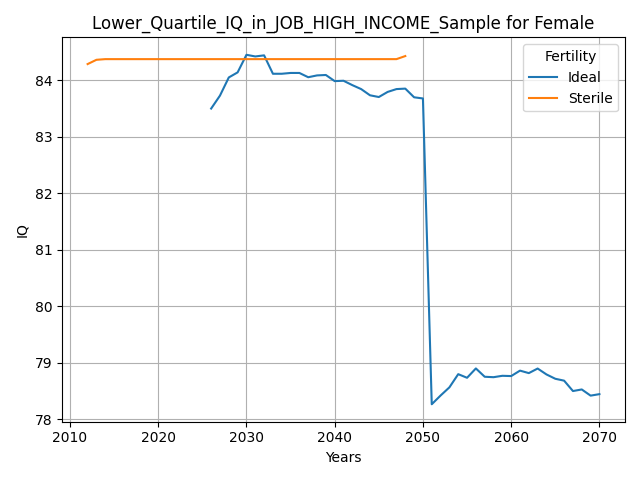 Lower_Quartile_IQ_in_JOB_HIGH_INCOME_Sample for Female
Fertility
Ideal
Sterile
IQ
84
83
82
81
80
79
78
2010 2020 2030 2040 2050 2060 2070
Years